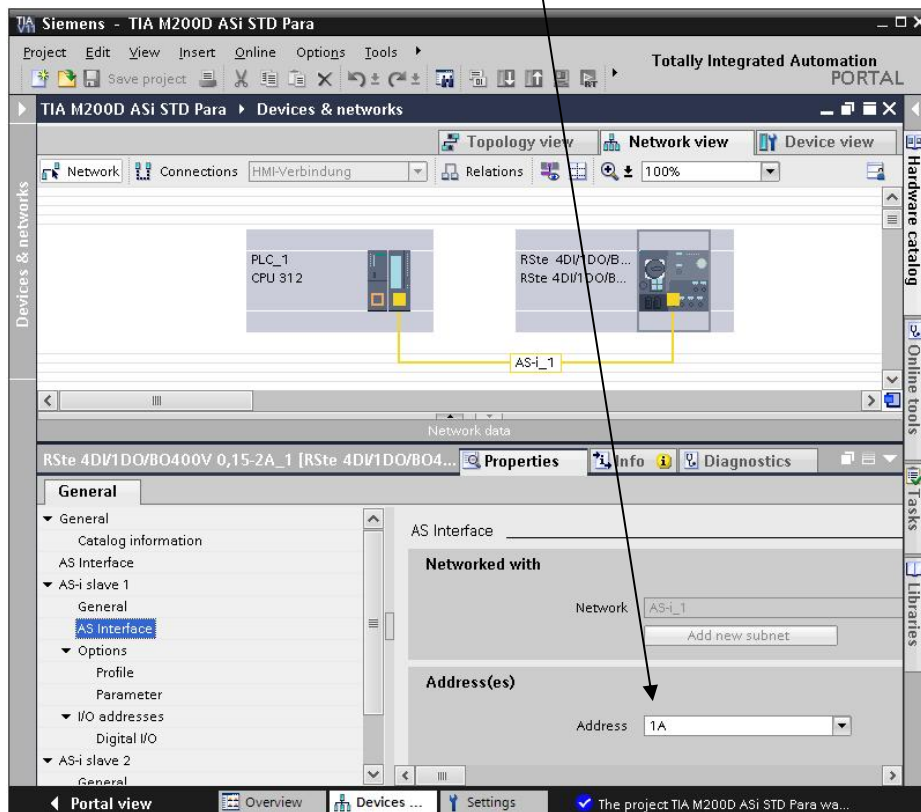 Siemens - TIA M200D ASi STD Para
Project Edit View Insert Online Options Tools
Save project
Totally Integrated Automation
PORTAL
TIA M200D ASi STD Para Devices & networks
Topology view Network view Device view
Network Connections HMI-Verbindung Relations 100%
PLC_1
CPU 312
RSte 4DI/1DO/B...
RSte 4DI/1DO/B...
AS-i_1
Network data
RSte 4DI/1DO/BO400V 0,15-2A_1 [RSte 4DI/1DO/BO4... Properties Info Diagnostics
General
General
Catalog information
AS Interface
AS-i slave 1
General
AS Interface
Options
Profile
Parameter
I/O addresses
Digital I/O
AS-i slave 2
General
AS Interface
Networked with
Network AS-i_1
Add new subnet
Address(es)
Address 1A
Devices & networks
Hardware catalog
Online tools
Tasks
Libraries
Portal view Overview Devices ... Settings The project TIA M200D ASi STD Para wa...